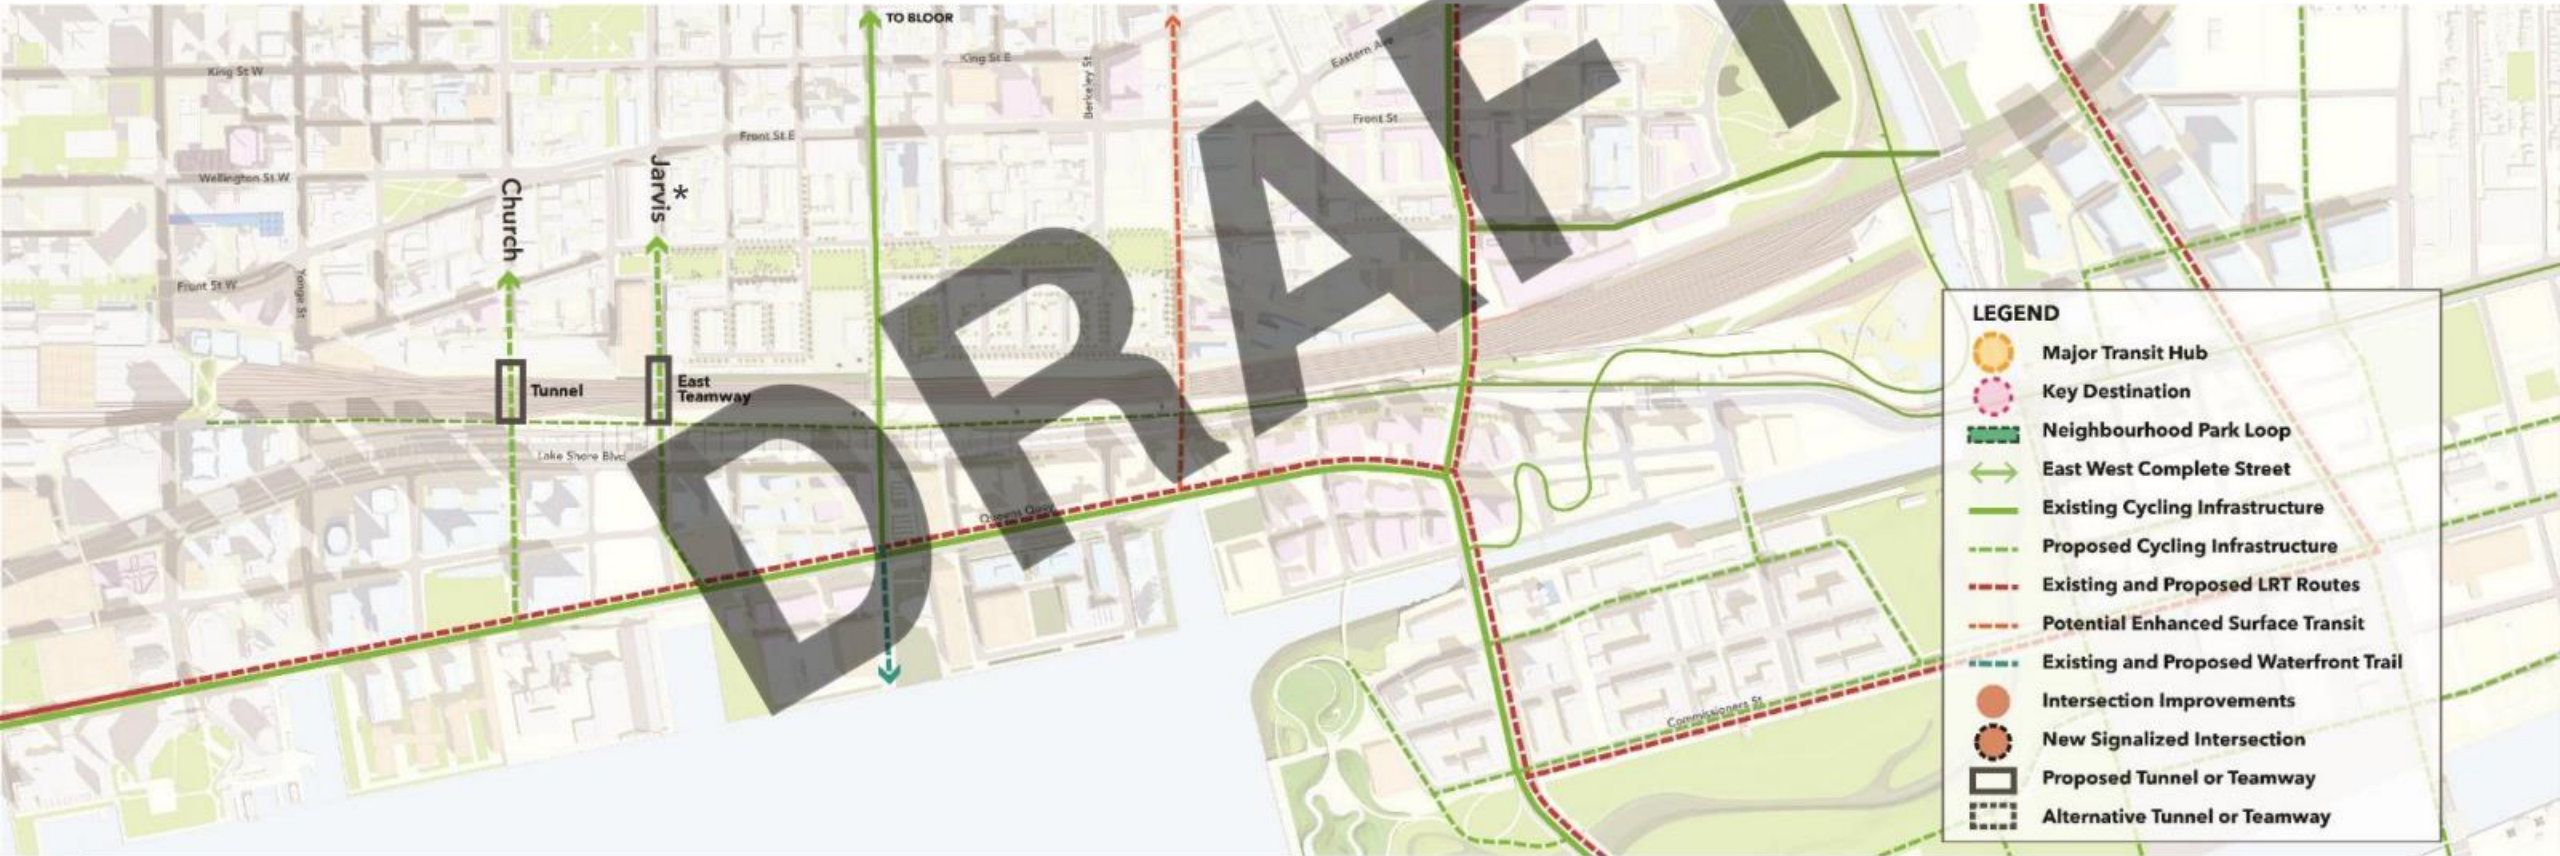 TO BLOOR
King St W
King St E
Berkeley St
Eastern Ave
Front St E
Front St
Wellington St W
Church
Jarvis
*
Front St W
Yonge St
Tunnel
East
Teamway
Lake Shore Blvd
Queens Quay
Commissioners St
DRAFT
LEGEND
Major Transit Hub
Key Destination
Neighbourhood Park Loop
East West Complete Street
Existing Cycling Infrastructure
Proposed Cycling Infrastructure
Existing and Proposed LRT Routes
Potential Enhanced Surface Transit
Existing and Proposed Waterfront Trail
Intersection Improvements
New Signalized Intersection
Proposed Tunnel or Teamway
Alternative Tunnel or Teamway